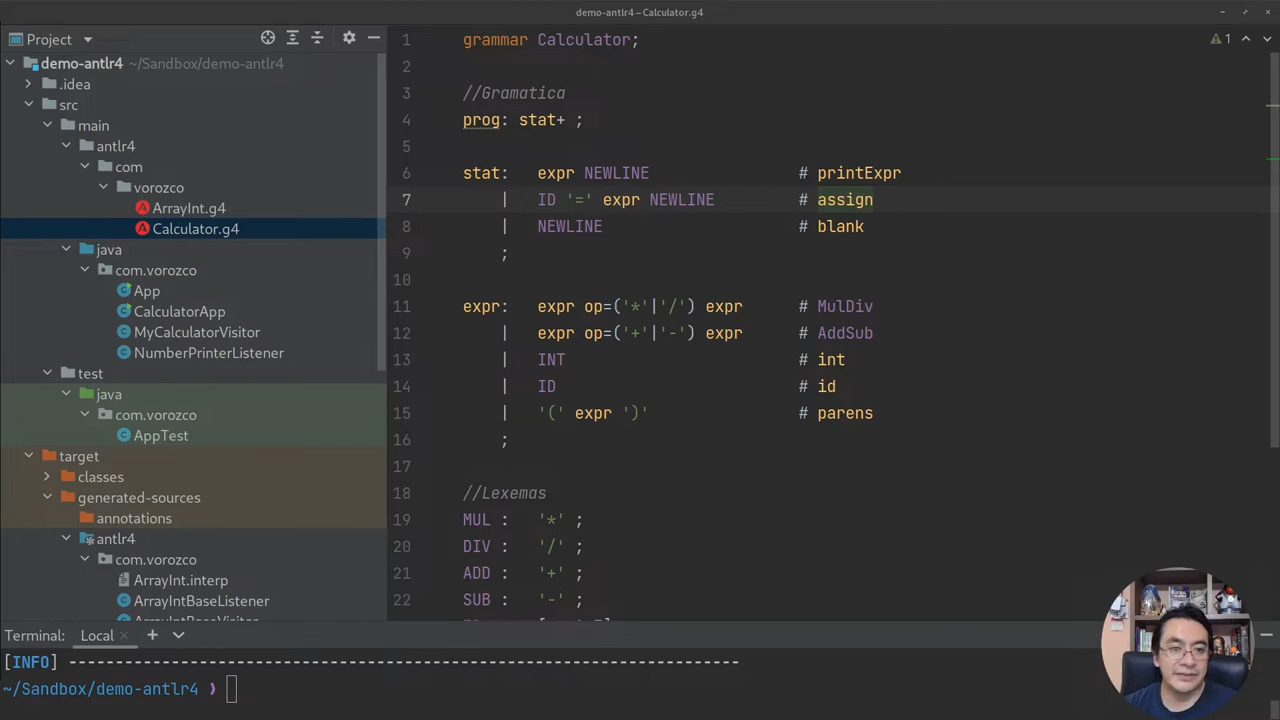 demo-antlr4 – Calculator.g4
Project
demo-antlr4 ~/Sandbox/demo-antlr4
.idea
src
main
antlr4
com
vorozco
ArrayInt.g4
Calculator.g4
java
com.vorozco
App
CalculatorApp
MyCalculatorVisitor
NumberPrinterListener
test
java
com.vorozco
AppTest
target
classes
generated-sources
annotations
antlr4
com.vorozco
ArrayInt.interp
ArrayIntBaseListener
ArrayIntBaseVisitor
1
1 grammar Calculator;
2
3 //Gramatica
4 prog: stat+ ;
5
6 stat: expr NEWLINE # printExpr
7 | ID '=' expr NEWLINE # assign
8 | NEWLINE # blank
9 ;
10
11 expr: expr op=('*'|'/') expr # MulDiv
12 | expr op=('+'|'-') expr # AddSub
13 | INT # int
14 | ID # id
15 | '(' expr ')' # parens
16 ;
17
18 //Lexemas
19 MUL : '*' ;
20 DIV : '/' ;
21 ADD : '+' ;
22 SUB : '-' ;
Terminal: Local
[INFO] ------------------------------------------------------------------------
~/Sandbox/demo-antlr4 ❯